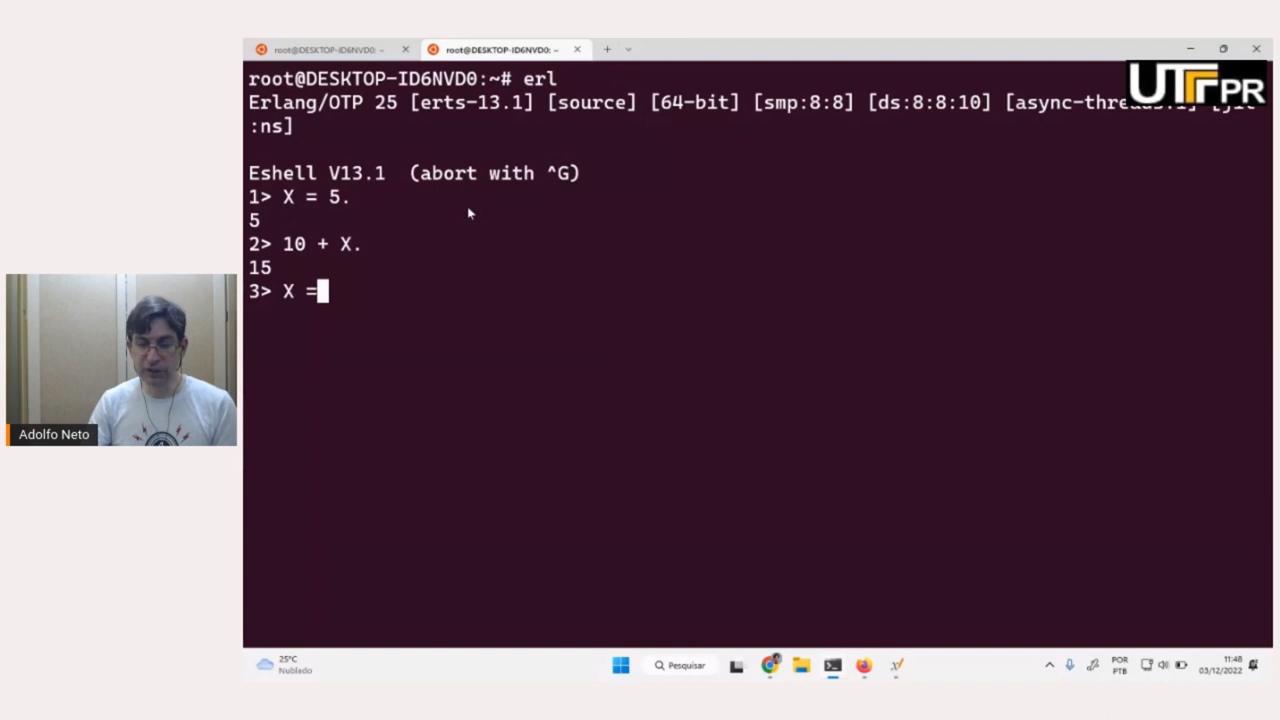 root@DESKTOP-ID6NVD0: ~
root@DESKTOP-ID6NVD0: ~
root@DESKTOP-ID6NVD0:~# erl
Erlang/OTP 25 [erts-13.1] [source] [64-bit] [smp:8:8] [ds:8:8:10]
:ns]
UTFPR
Eshell V13.1 (abort with ^G)
1> X = 5.
5
2> 10 + X.
15
3> X =
Adolfo Neto
25°C
Nublado
Pesquisar
POR
PTB
11:48
03/12/2022